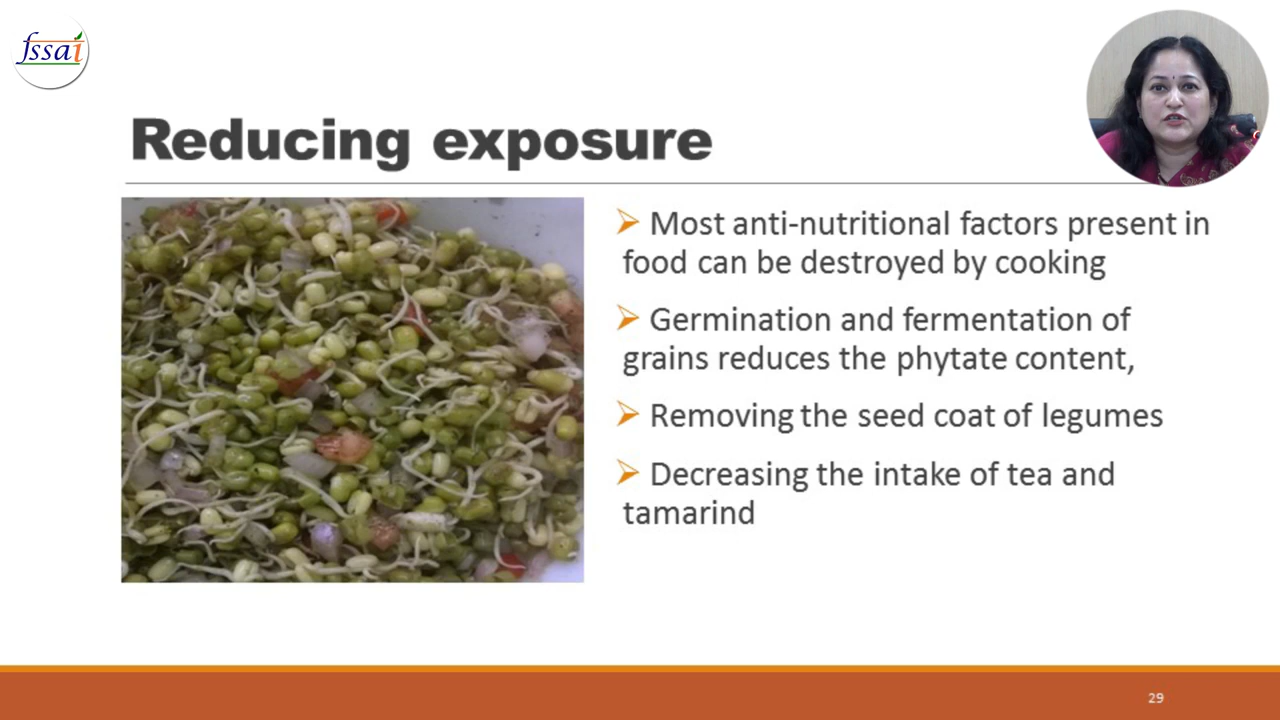 fssai
Reducing exposure
➢ Most anti-nutritional factors present in
food can be destroyed by cooking
➢ Germination and fermentation of
grains reduces the phytate content,
➢ Removing the seed coat of legumes
➢ Decreasing the intake of tea and
tamarind
29